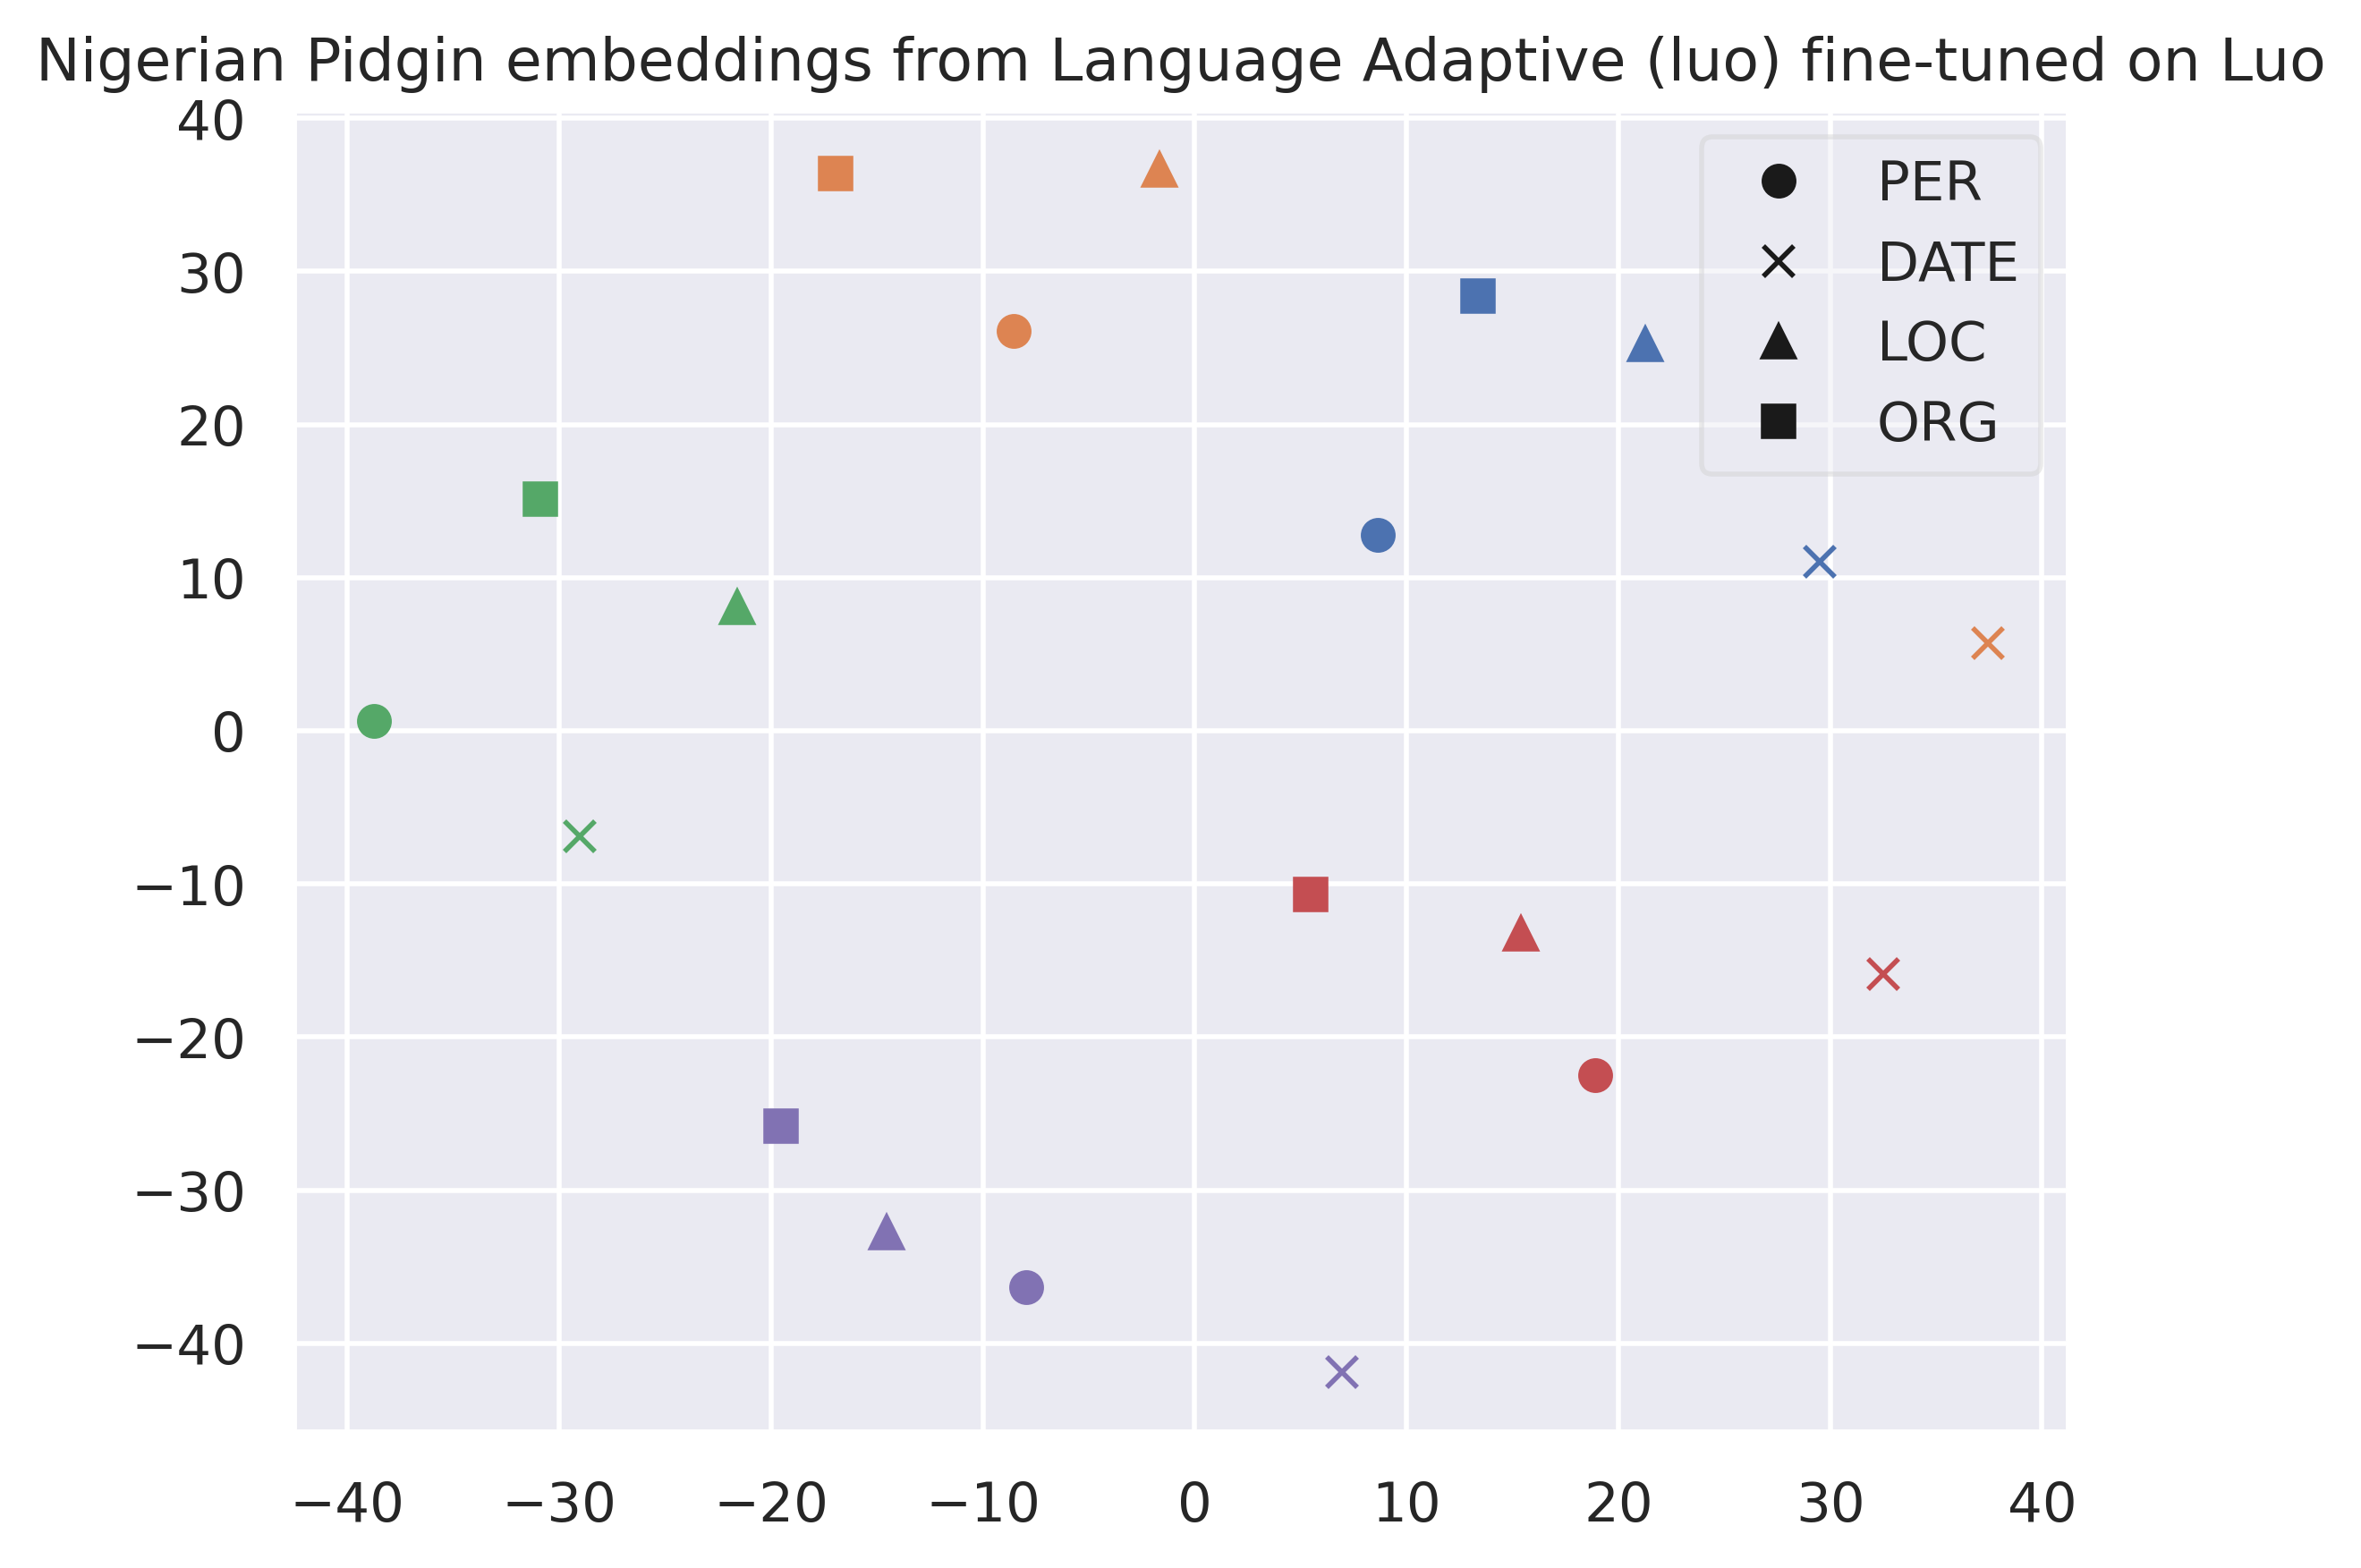 Nigerian Pidgin embeddings from Language Adaptive (luo) fine-tuned on Luo
40
30
20
10
0
−10
−20
−30
−40
PER
DATE
LOC
ORG
−40 −30 −20 −10 0 10 20 30 40